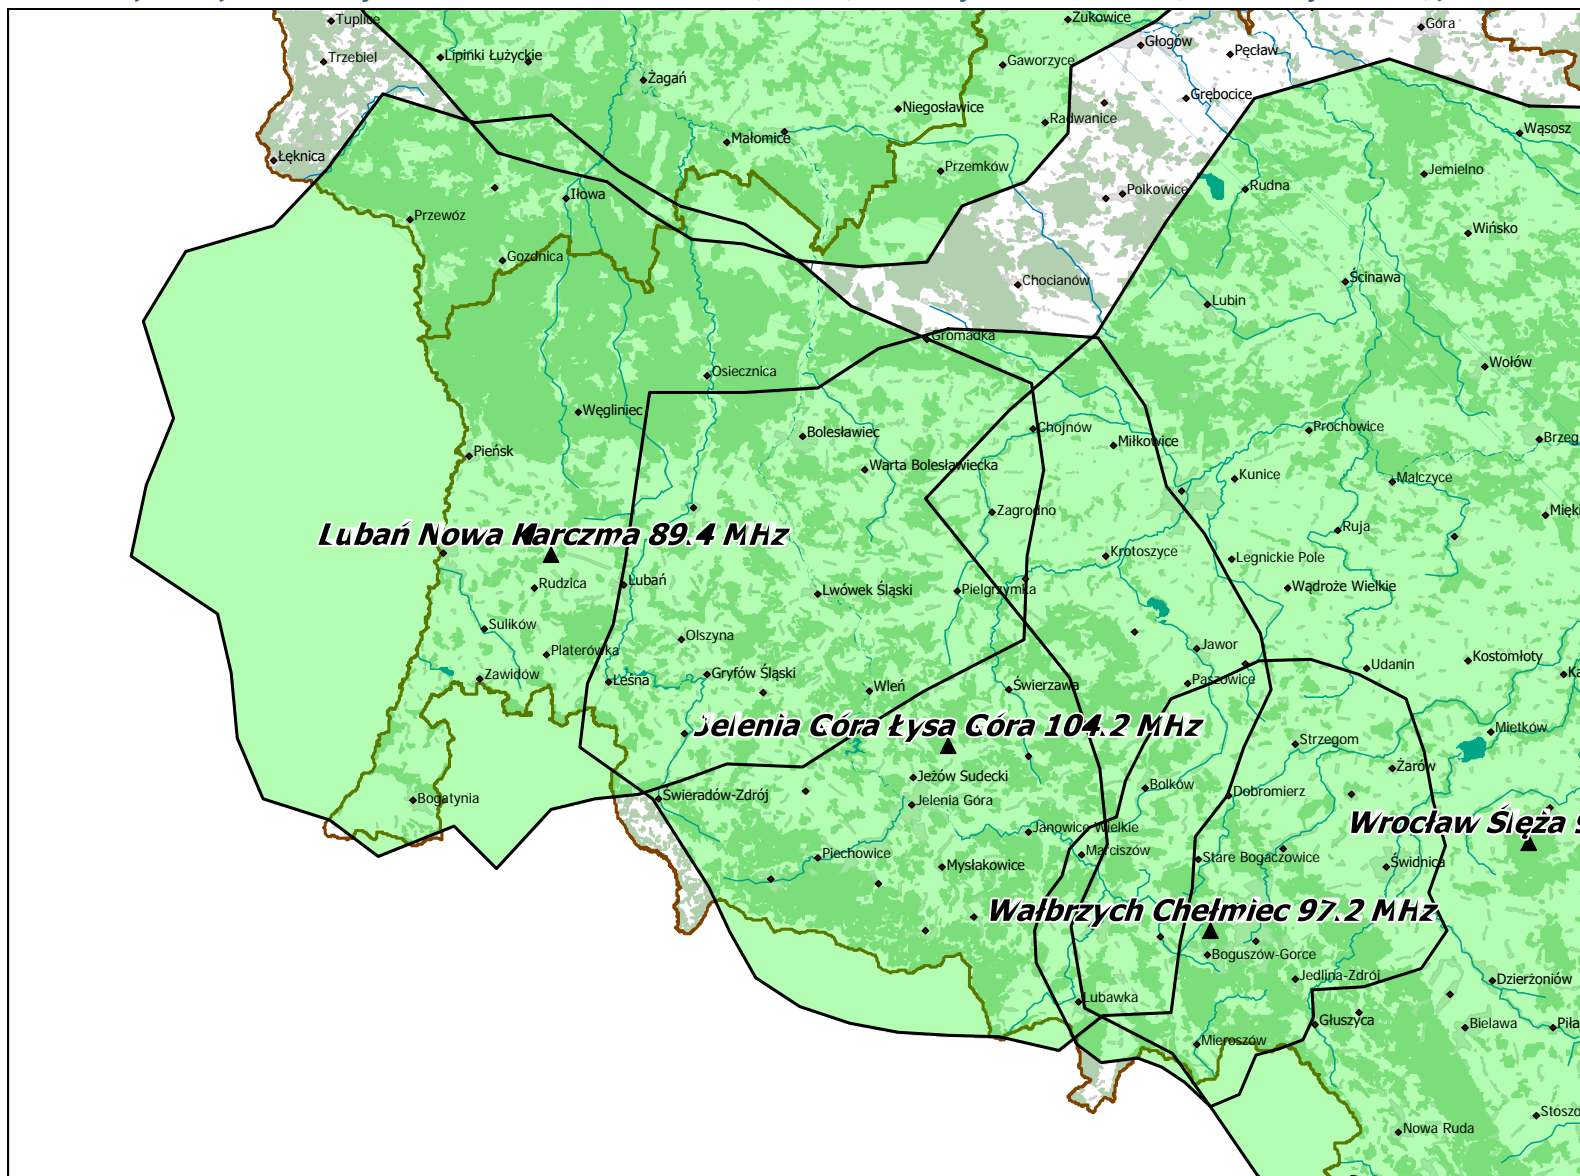 Tuplice
Żukowice
Góra
Trzebiel
Lipinki Łużyckie
Głogów
Pęcław
Gaworzyce
Żagań
Grębocice
Niegosławice
Radwanice
Wąsosz
Małomice
Łęknica
Przemków
Jemielno
Iłowa
Polkowice
Rudna
Przewóz
Wińsko
Gozdnica
Chocianów
Ścinawa
Lubin
Gromadka
Wołów
Osiecznica
Węgliniec
Chojnów
Prochowice
Bolesławiec
Miłkowice
Brzeg
Pieńsk
Warta Bolesławiecka
Kunice
Malczyce
Zagrodno
Mięki
Ruja
Lubań Nowa Karczma 89.4 MHz
Krotoszyce
Legnickie Pole
Rudzica
Lubań
Lwówek Śląski
Pielgrzymka
Wądroże Wielkie
Sulików
Olszyna
Jawor
Platerówka
Kostomłoty
Udanin
Zawidów
Leśna
Gryfów Śląski
Wleń
Świerzawa
Paszowice
Ka
Jelenia Góra Łysa Góra 104.2 MHz
Mietków
Strzegom
Żarów
Jeżów Sudecki
Bolków
Dobromierz
Bogatynia
Świeradów-Zdrój
Jelenia Góra
Wrocław Ślęża 9
Janowice Wielkie
Piechowice
Marciszów
Stare Bogaczowice
Mysłakowice
Świdnica
Wałbrzych Chełmiec 97.2 MHz
Boguszów-Gorce
Jedlina-Zdrój
Dzierżoniów
Lubawka
Głuszyca
Bielawa
Piła
Mieroszów
Stoszo
Nowa Ruda